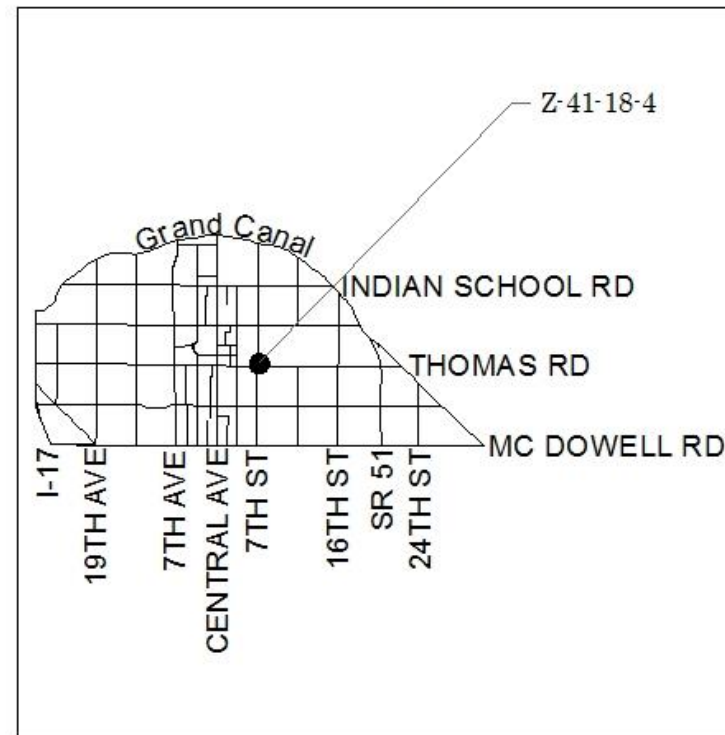 Z-41-18-4
Grand Canal
INDIAN SCHOOL RD
THOMAS RD
MC DOWELL RD
I-17
19TH AVE
7TH AVE
CENTRAL AVE
7TH ST
16TH ST
SR 51
24TH ST